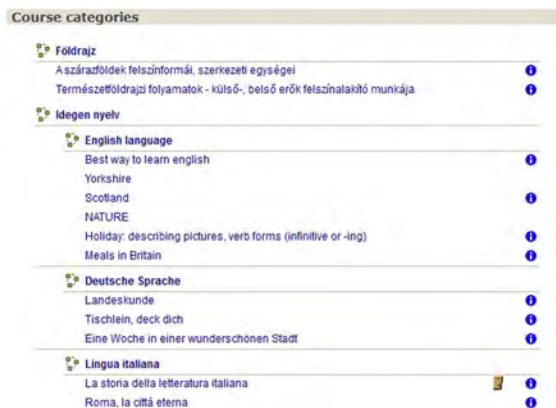 Course categories
Földrajz
A szárazföldek felszínformái, szerkezeti egységei
Természetföldrajzi folyamatok - külső-, belső erők felszínalakító munkája
Idegen nyelv
English language
Best way to learn english
Yorkshire
Scotland
NATURE
Holiday: describing pictures, verb forms (infinitive or -ing)
Meals in Britain
Deutsche Sprache
Landeskunde
Tischlein, deck dich
Eine Woche in einer wunderschönen Stadt
Lingua italiana
La storia della letteratura italiana
Roma, la cittá eterna